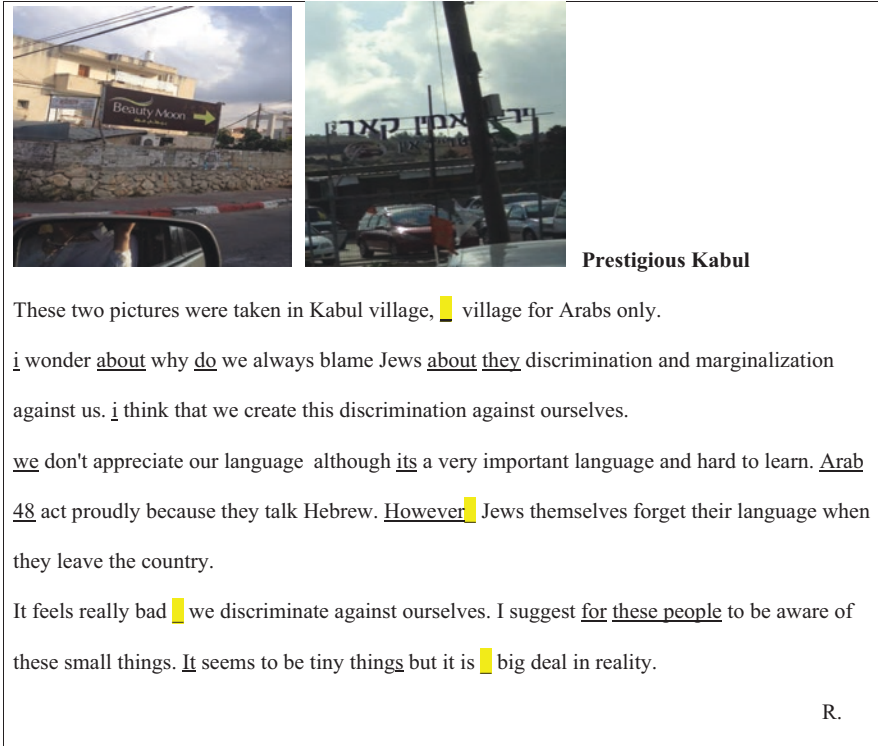 Beauty Moon
Prestigious Kabul
These two pictures were taken in Kabul village, _ village for Arabs only.
i wonder about why do we always blame Jews about they discrimination and marginalization
against us. i think that we create this discrimination against ourselves.
we don't appreciate our language although its a very important language and hard to learn. Arab
48 act proudly because they talk Hebrew. However_ Jews themselves forget their language when
they leave the country.
It feels really bad _ we discriminate against ourselves. I suggest for these people to be aware of
these small things. It seems to be tiny things but it is _ big deal in reality.
R.